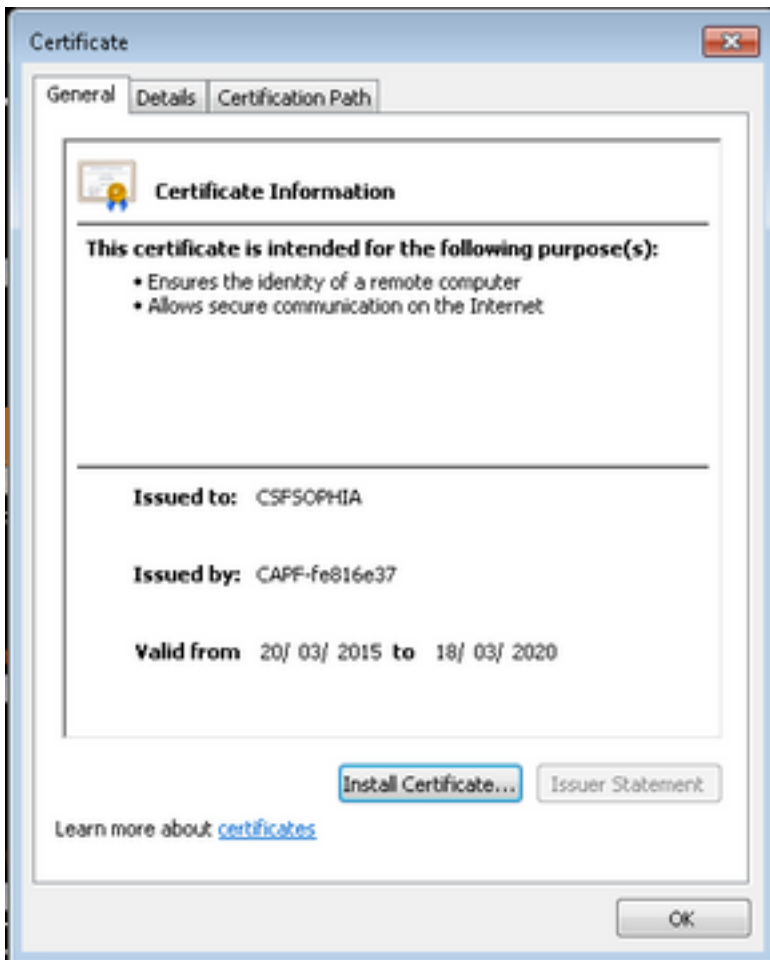 Certificate
General Details Certification Path
Certificate Information
This certificate is intended for the following purpose(s):
• Ensures the identity of a remote computer
• Allows secure communication on the Internet
Issued to: CSFSOPHIA
Issued by: CAPF-fe816e37
Valid from 20/ 03/ 2015 to 18/ 03/ 2020
Install Certificate... Issuer Statement
Learn more about certificates
OK